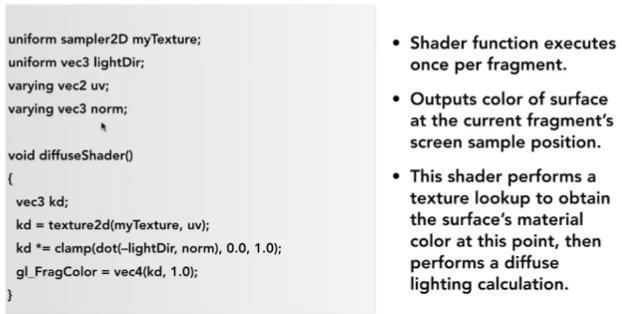 uniform sampler2D myTexture;
uniform vec3 lightDir;
varying vec2 uv;
varying vec3 norm;
void diffuseShader()
{
vec3 kd;
kd = texture2d(myTexture, uv);
kd *= clamp(dot(–lightDir, norm), 0.0, 1.0);
gl_FragColor = vec4(kd, 1.0);
}
• Shader function executes
once per fragment.
• Outputs color of surface
at the current fragment's
screen sample position.
• This shader performs a
texture lookup to obtain
the surface's material
color at this point, then
performs a diffuse
lighting calculation.